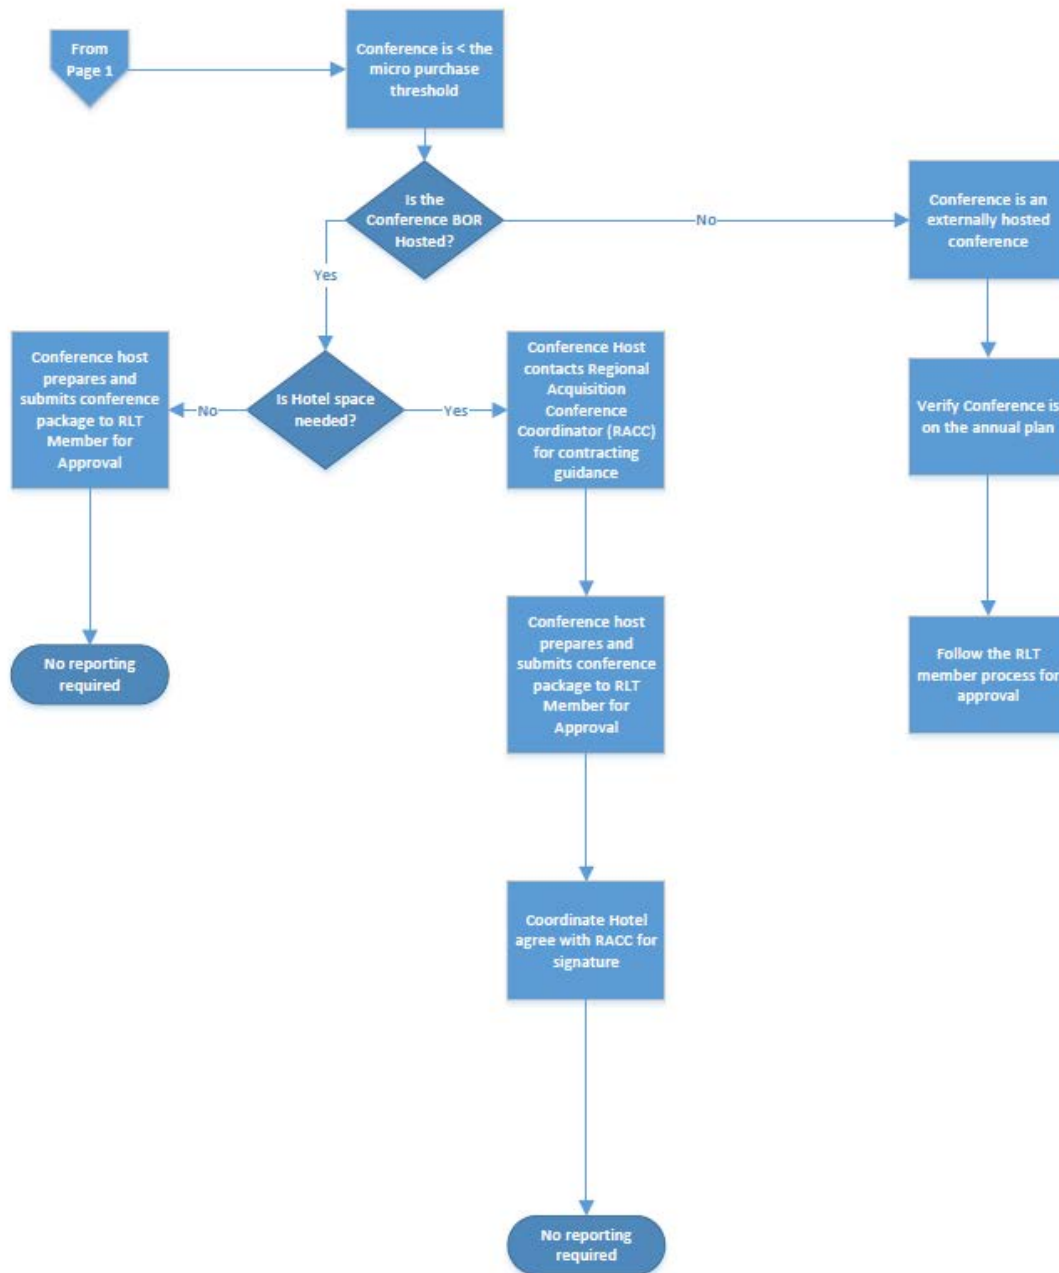 From
Page 1
Conference is < the
micro purchase
threshold
Is the
Conference BOR
Hosted?
No
Conference is an
externally hosted
conference
Yes
Conference host
prepares and
submits conference
package to RLT
Member for
Approval
No
Is Hotel space
needed?
Yes
Conference Host
contacts Regional
Acquisition
Conference
Coordinator (RACC)
for contracting
guidance
Verify Conference is
on the annual plan
Conference host
prepares and
submits conference
package to RLT
Member for
Approval
Follow the RLT
member process for
approval
No reporting
required
Coordinate Hotel
agree with RACC for
signature
No reporting
required